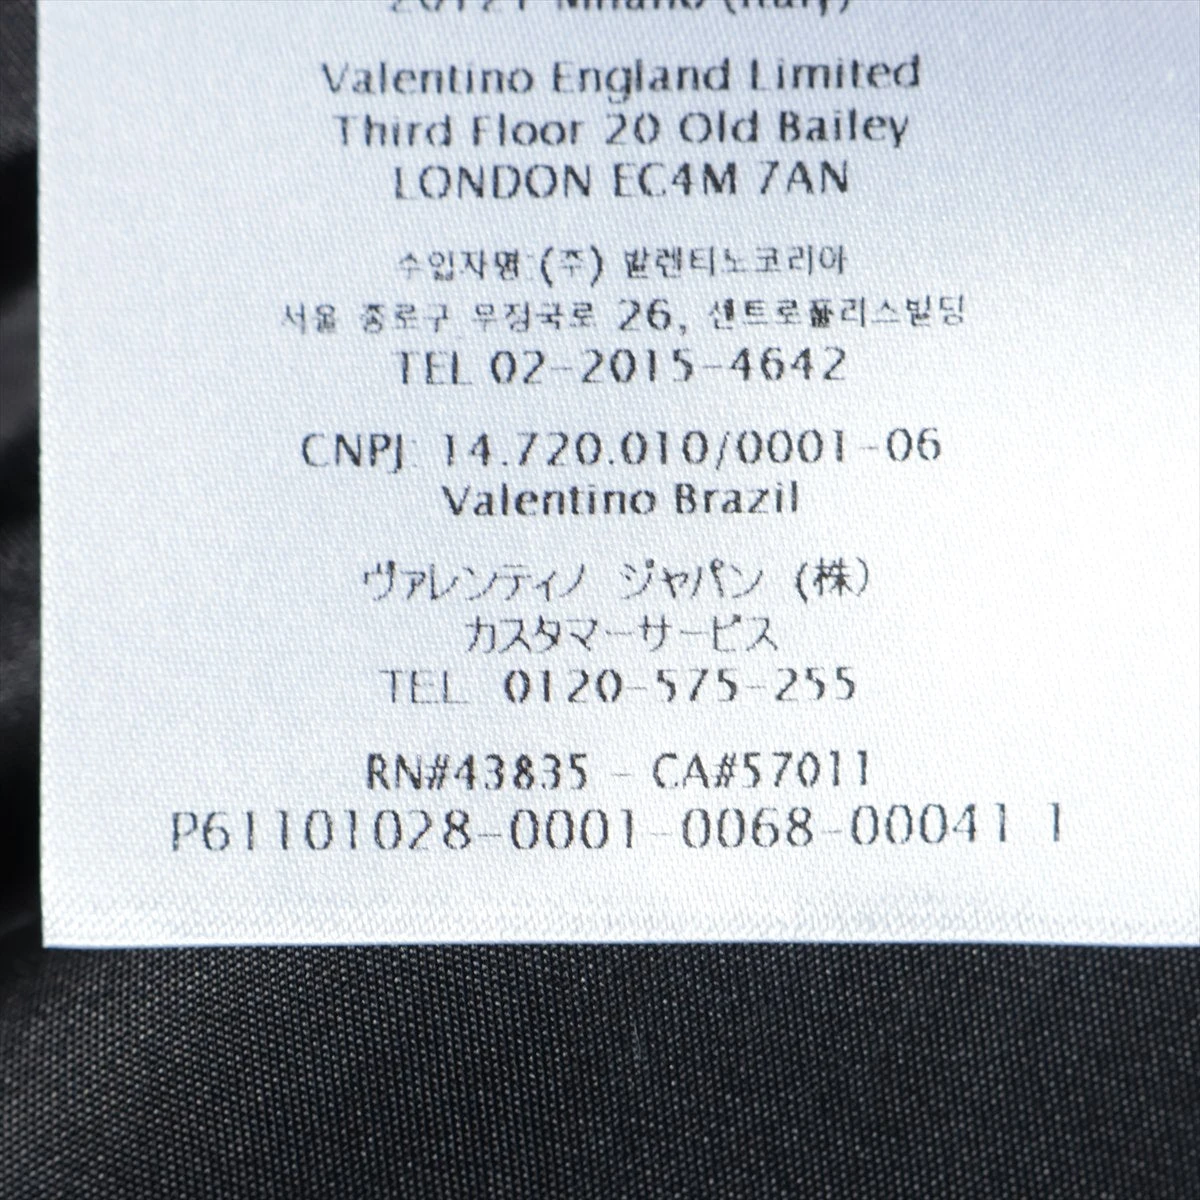 20121 Milano (Italy)
Valentino England Limited
Third Floor 20 Old Bailey
LONDON EC4M 7AN
수입자명:(주) 발렌티노코리아
서울 종로구 우정국로 26, 센트로폴리스빌딩
TEL 02-2015-4642
CNPJ: 14.720.010/0001-06
Valentino Brazil
ヴァレンティノ ジャパン (株)
カスタマーサービス
TEL 0120-575-255
RN#43835 - CA#57011
P61101028-0001-0068-00041 1